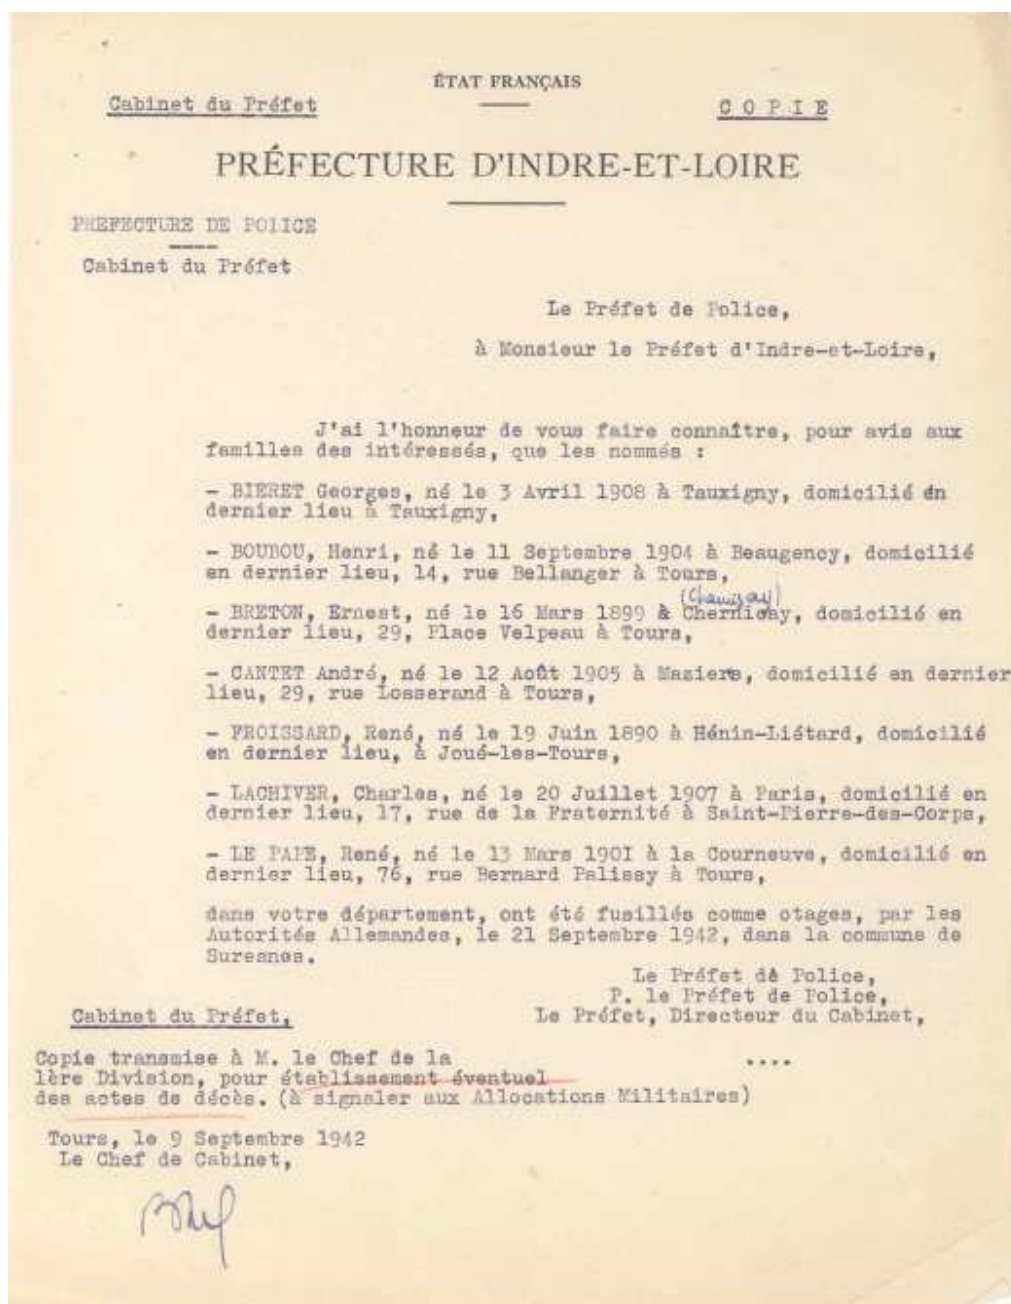 ÉTAT FRANÇAIS
Cabinet du Préfet
COPIE
PRÉFECTURE D'INDRE-ET-LOIRE
PREFECTURE DE POLICE
Cabinet du Préfet
Le Préfet de Police,
à Monsieur le Préfet d'Indre-et-Loire,
J'ai l'honneur de vous faire connaître, pour avis aux
familles des intéressés, que les nommés :
- BIERET Georges, né le 3 Avril 1908 à Tauxigny, domicilié en
dernier lieu à Tauxigny,
- BOUBOU, Henri, né le 11 Septembre 1904 à Beaugency, domicilié
en dernier lieu, 14, rue Bellanger à Tours,
(Chamizay)
- BRETON, Ernest, né le 16 Mars 1899 à Chernicay, domicilié en
dernier lieu, 29, Place Velpeau à Tours,
- CANTET André, né le 12 Août 1905 à Maziers, domicilié en dernier
lieu, 29, rue Losserand à Tours,
- FROISSARD, René, né le 19 Juin 1890 à Hénin-Liétard, domicilié
en dernier lieu, à Joué-les-Tours,
- LACHIVER, Charles, né le 20 Juillet 1907 à Paris, domicilié en
dernier lieu, 17, rue de la Fraternité à Saint-Pierre-des-Corps,
- LE PAPE, René, né le 13 Mars 1901 à la Courneuve, domicilié en
dernier lieu, 76, rue Bernard Palissy à Tours,
dans votre département, ont été fusillés comme otages, par les
Autorités Allemandes, le 21 Septembre 1942, dans la commune de
Suresnes.
Le Préfet de Police,
P. le Préfet de Police,
Le Préfet, Directeur du Cabinet,
....
Cabinet du Préfet,
Copie transmise à M. le Chef de la
1ère Division, pour établissement éventuel
des actes de décès. (à signaler aux Allocations Militaires)
Tours, le 9 Septembre 1942
Le Chef de Cabinet,